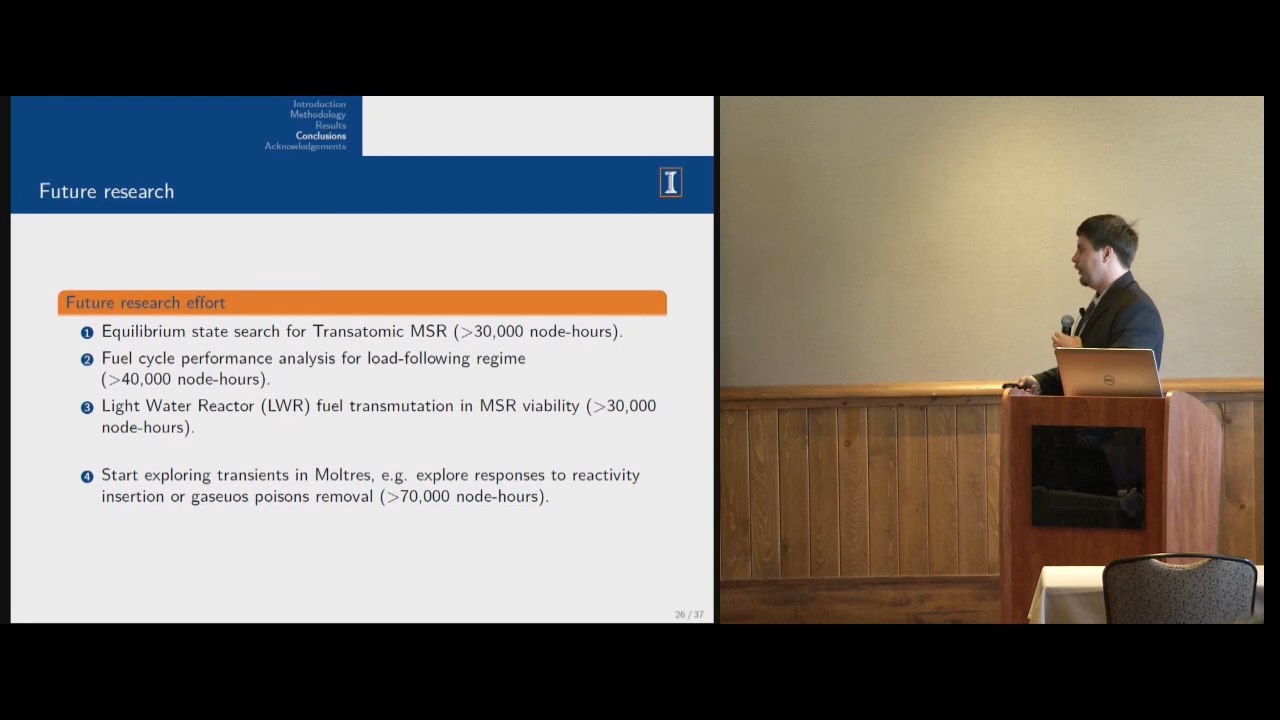 Introduction
Methodology
Results
Conclusions
Acknowledgements
Future research
I
Future research effort
1 Equilibrium state search for Transatomic MSR (>30,000 node-hours).
2 Fuel cycle performance analysis for load-following regime
(>40,000 node-hours).
3 Light Water Reactor (LWR) fuel transmutation in MSR viability (>30,000
node-hours).
4 Start exploring transients in Moltres, e.g. explore responses to reactivity
insertion or gaseuos poisons removal (>70,000 node-hours).
26 / 37
DELL